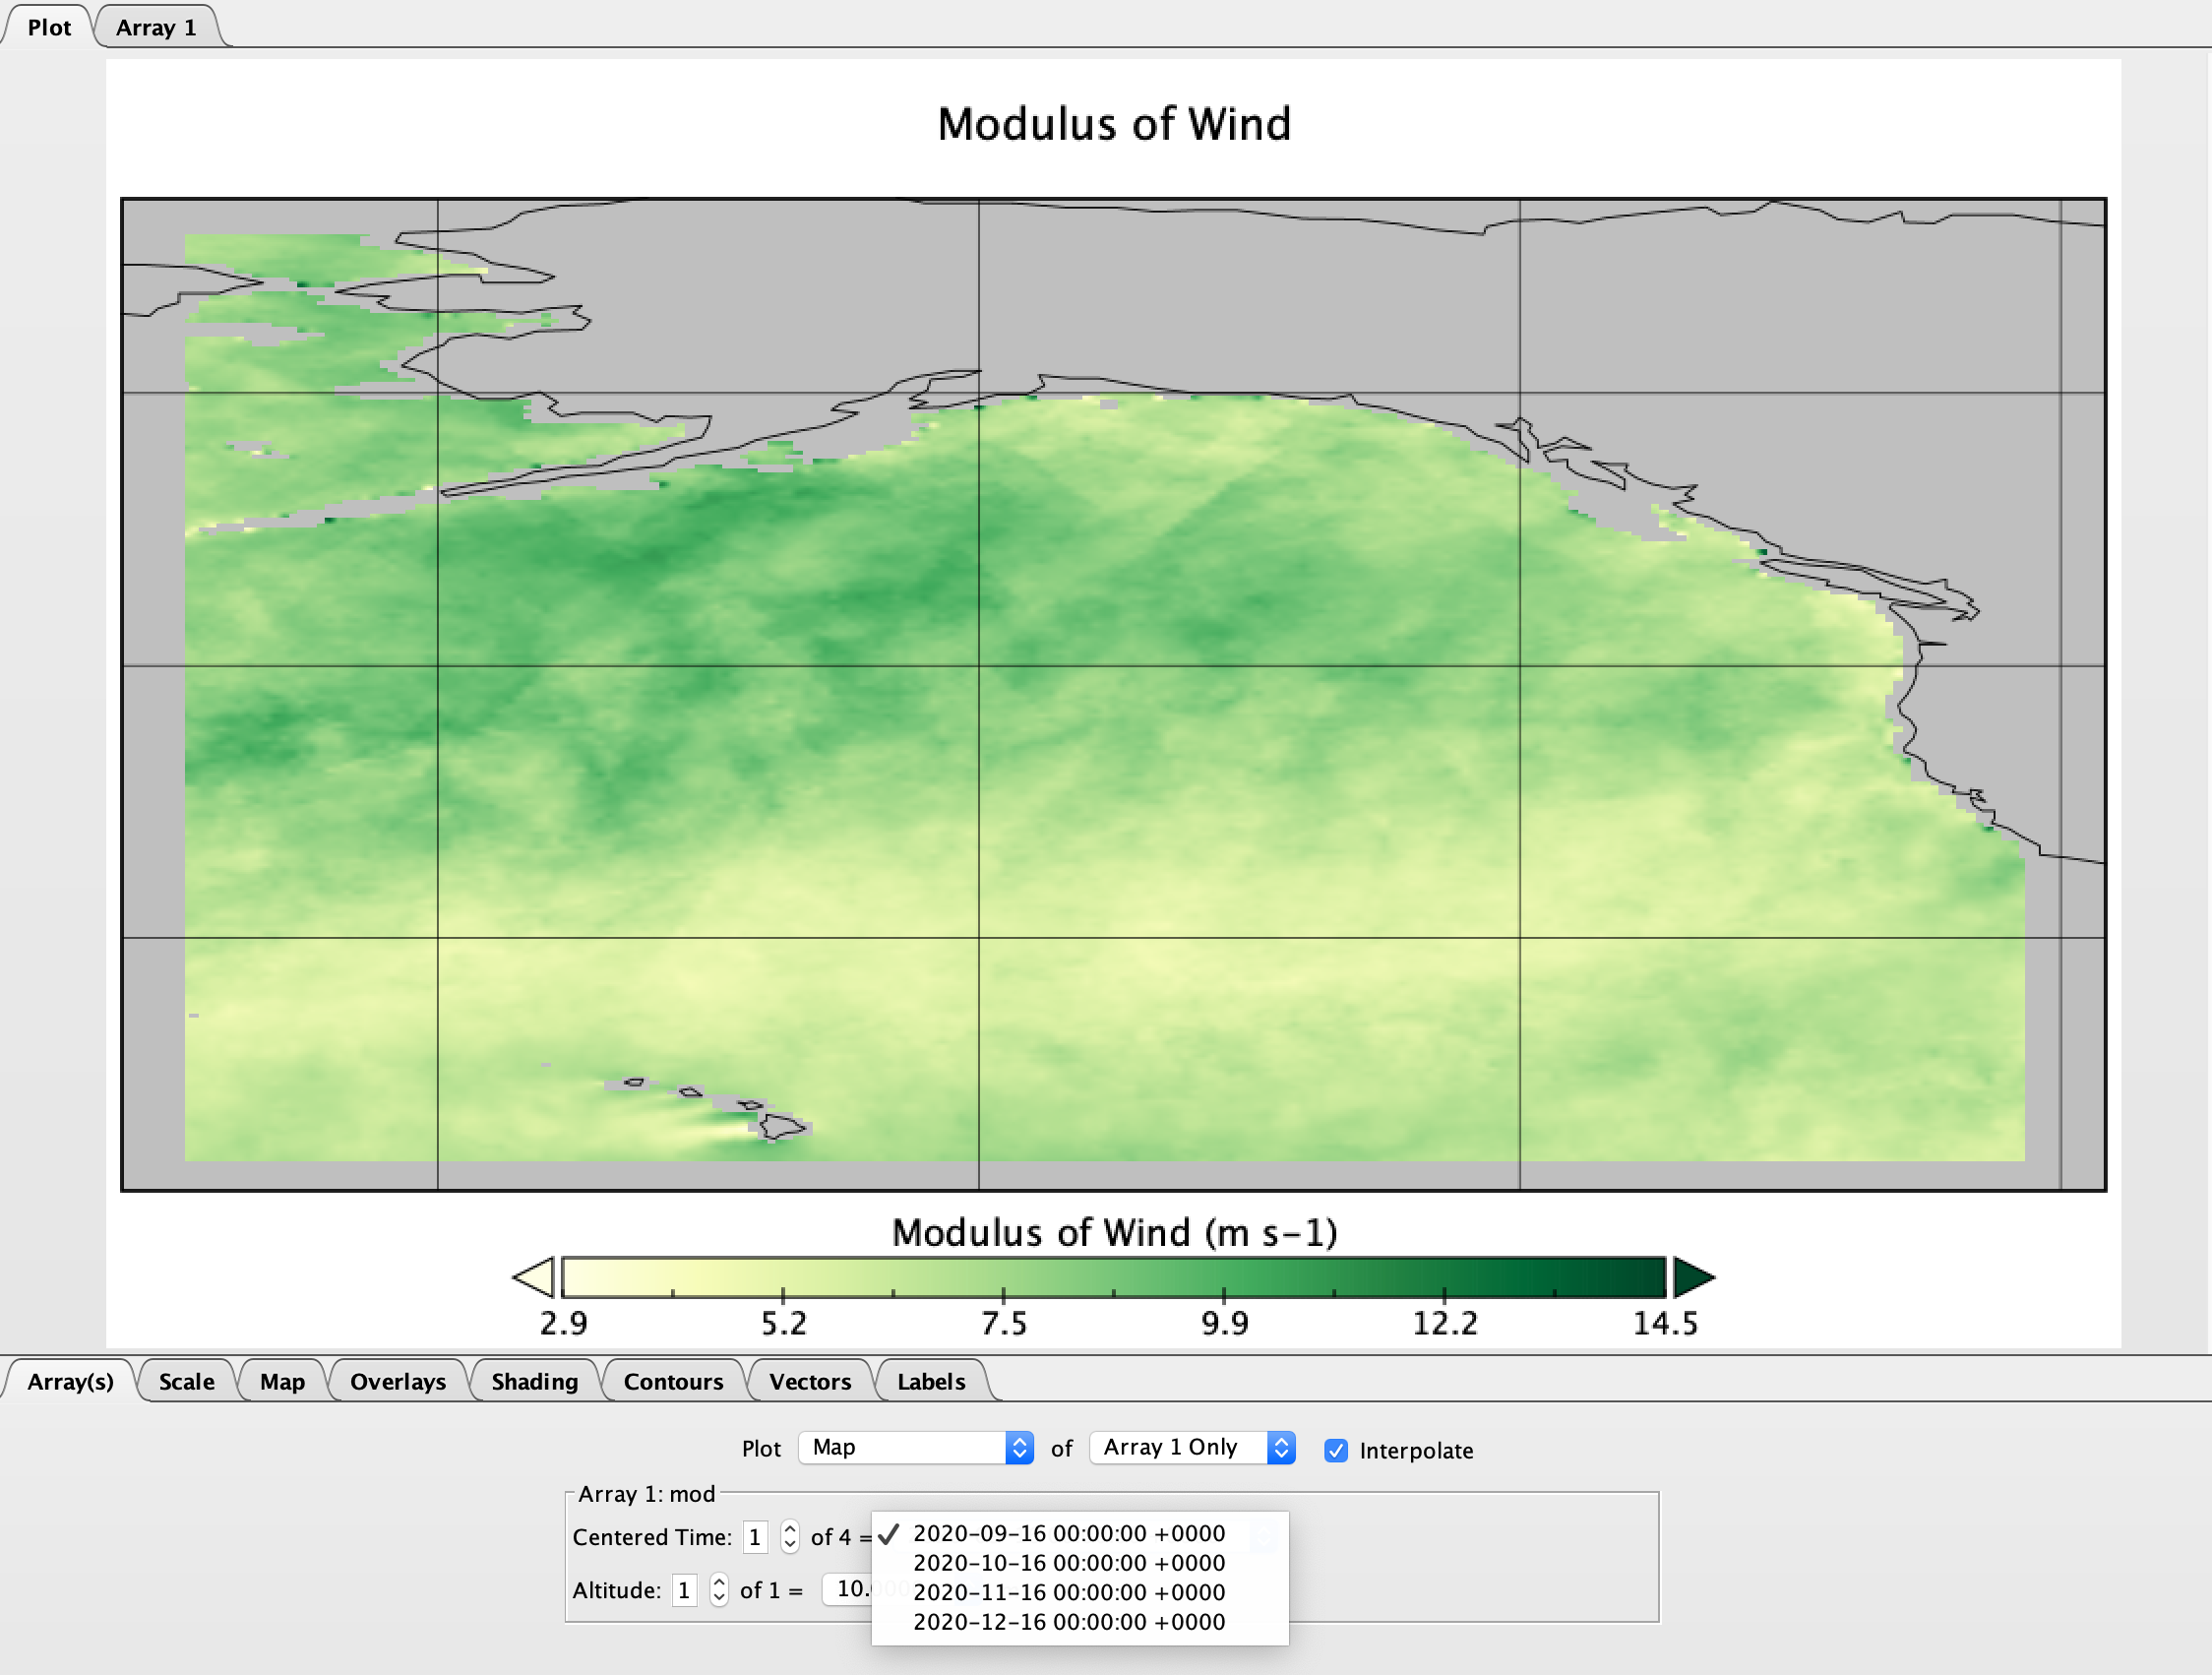 Plot Array 1
Modulus of Wind
Modulus of Wind (m s-1)
2.9 5.2 7.5 9.9 12.2 14.5
Array(s) Scale Map Overlays Shading Contours Vectors Labels
Plot Map of Array 1 Only Interpolate
Array 1: mod
Centered Time: 1 of 4 = ✓ 2020-09-16 00:00:00 +0000
2020-10-16 00:00:00 +0000
Altitude: 1 of 1 = 10. 2020-11-16 00:00:00 +0000
2020-12-16 00:00:00 +0000